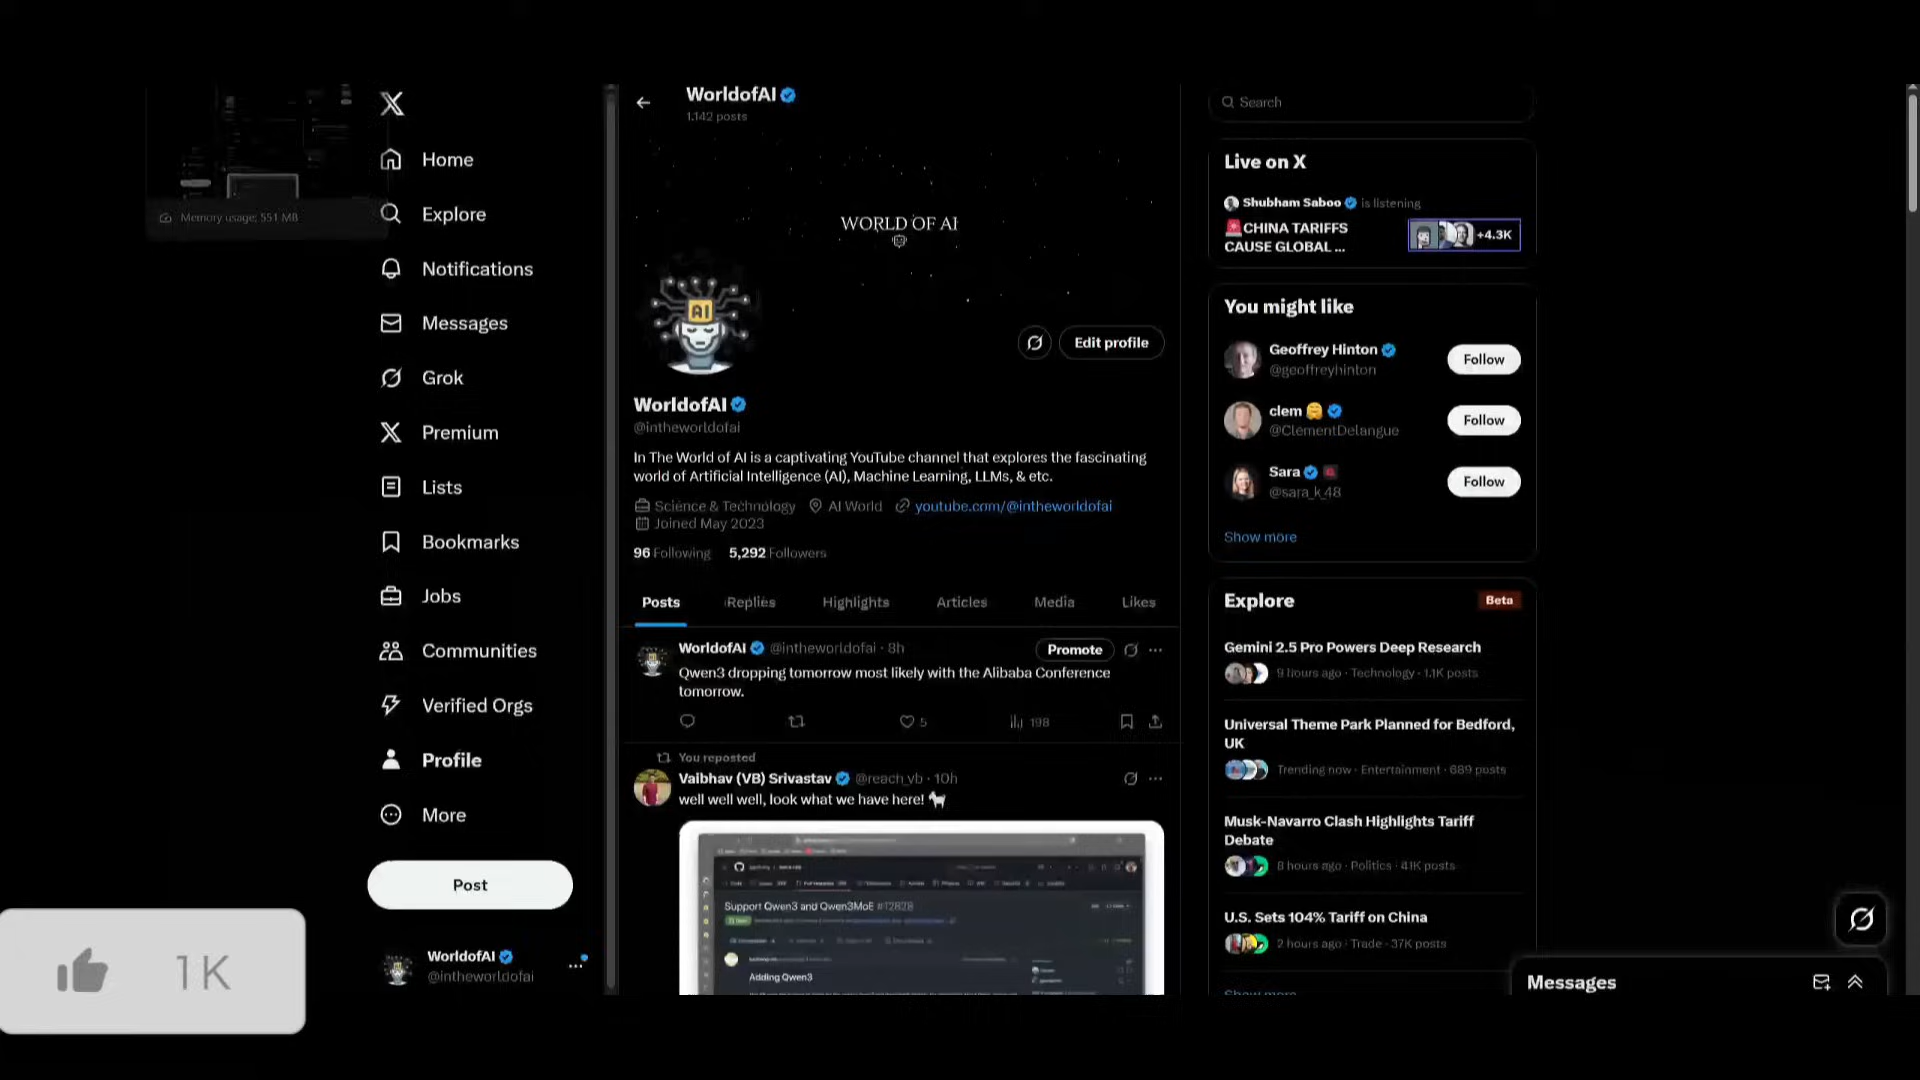 Memory usage: 551 MB
Home
Explore
Notifications
Messages
Grok
Premium
Lists
Bookmarks
Jobs
Communities
Verified Orgs
Profile
More
Post
WorldofAI
@intheworldofai
1K
WorldofAI
1,142 posts
WORLD OF AI
AI
Edit profile
WorldofAI
@intheworldofai
In The World of AI is a captivating YouTube channel that explores the fascinating
world of Artificial Intelligence (AI), Machine Learning, LLMs, & etc.
Science & Technology AI World youtube.com/@intheworldofai
Joined May 2023
96 Following 5,292 Followers
Posts Replies Highlights Articles Media Likes
WorldofAI @intheworldofai · 8h Promote
Qwen3 dropping tomorrow most likely with the Alibaba Conference
tomorrow.
5 198
You reposted
Vaibhav (VB) Srivastav @reach_vb · 10h
well well well, look what we have here!
Support Qwen3 and Qwen3MoE #12828
Adding Qwen3
Search
Live on X
Shubham Saboo is listening
CHINA TARIFFS
CAUSE GLOBAL ...
+4.3K
You might like
Geoffrey Hinton
@geoffreyhinton
Follow
clem
@ClementDelangue
Follow
Sara
@sara_k_48
Follow
Show more
Explore Beta
Gemini 2.5 Pro Powers Deep Research
9 hours ago · Technology · 1.1K posts
Universal Theme Park Planned for Bedford,
UK
Trending now · Entertainment · 689 posts
Musk-Navarro Clash Highlights Tariff
Debate
8 hours ago · Politics · 41K posts
U.S. Sets 104% Tariff on China
2 hours ago · Trade · 37K posts
Show more
Messages